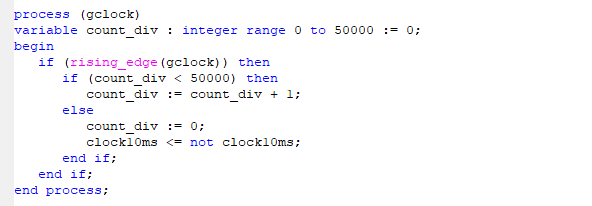 process (gclock)
variable count_div : integer range 0 to 50000 := 0;
begin
   if (rising_edge(gclock)) then
      if (count_div < 50000) then
         count_div := count_div + 1;
      else
         count_div := 0;
         clock10ms <= not clock10ms;
      end if;
   end if;
end process;